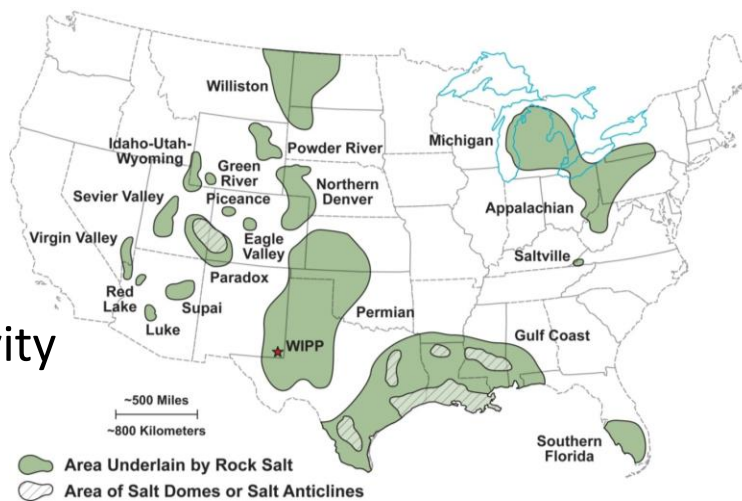 Williston
Michigan
Idaho-Utah-
Wyoming
Powder River
Green
River
Northern
Denver
Sevier Valley
Piceance
Appalachian
Virgin Valley
Eagle
Valley
Saltville
Paradox
Red
Lake
Supai
Permian
Luke
Gulf Coast
vity
WIPP
~500 Miles
~800 Kilometers
Southern
Florida
Area Underlain by Rock Salt
Area of Salt Domes or Salt Anticlines